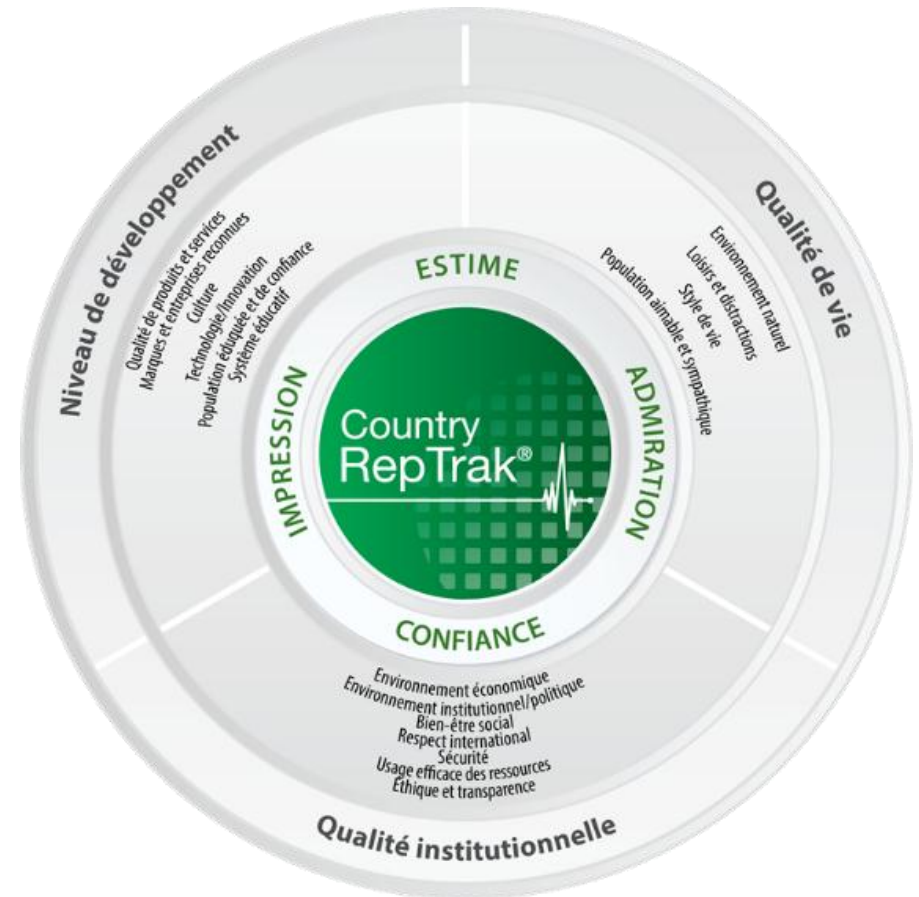 Niveau de développement
Qualité de produits et services
Marques et entreprises reconnues
Culture
Technologie/Innovation
Population éduquée et de confiance
Système éducatif
Qualité de vie
Environnement naturel
Loisirs et distractions
Style de vie
Population aimable et sympathique
ESTIME
ADMIRATION
IMPRESSION
CONFIANCE
Country
RepTrak®
Environnement économique
Environnement institutionnel/politique
Bien-être social
Respect international
Sécurité
Usage efficace des ressources
Éthique et transparence
Qualité institutionnelle